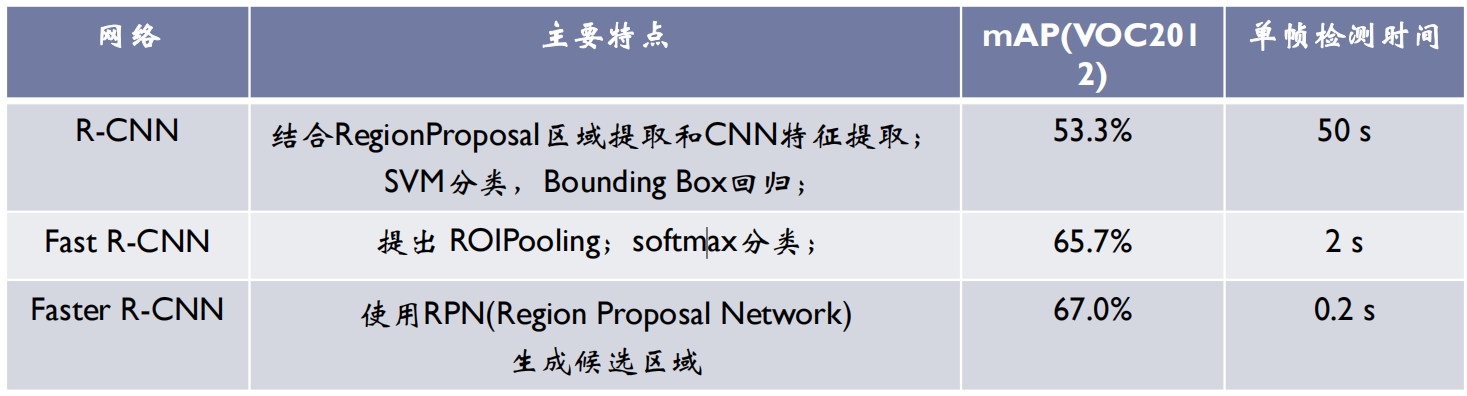 网络 主要特点 mAP(VOC201 单帧检测时间
2)
R-CNN 结合RegionProposal区域提取和CNN特征提取； 53.3% 50 s
SVM分类，Bounding Box回归；
Fast R-CNN 提出 ROIPooling；softmax分类； 65.7% 2 s
Faster R-CNN 使用RPN(Region Proposal Network) 67.0% 0.2 s
生成候选区域